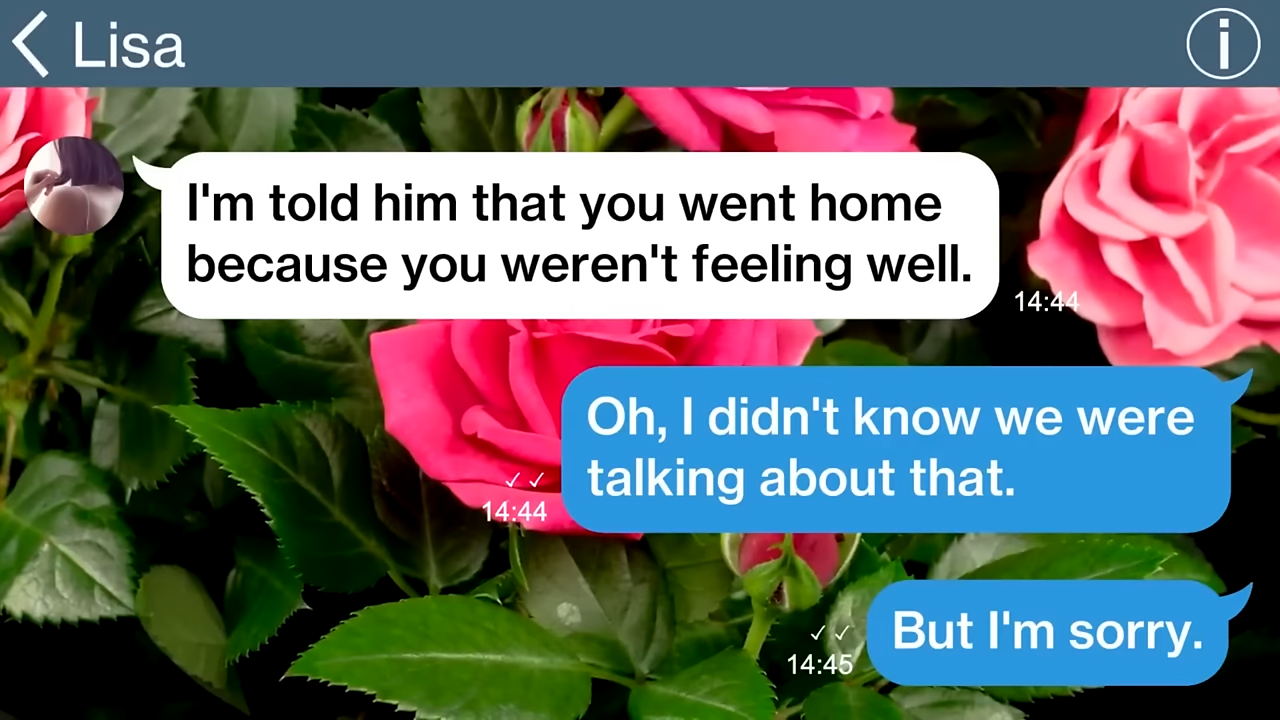 Lisa
I'm told him that you went home
because you weren't feeling well.
14:44
Oh, I didn't know we were
talking about that.
14:44
But I'm sorry.
14:45